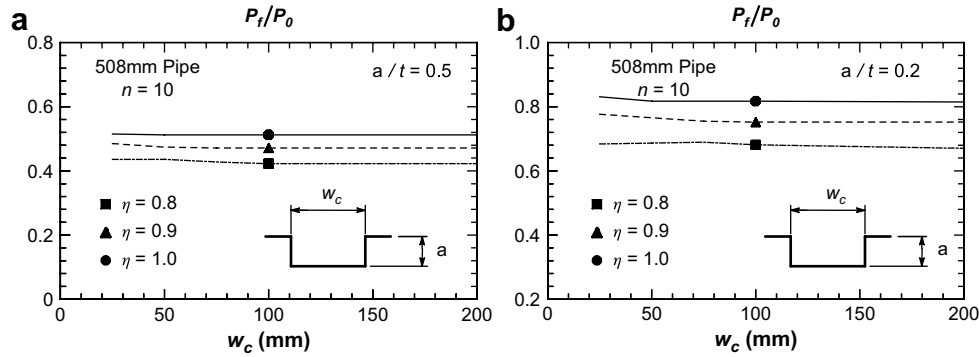 a
P_f/P_0
0.8
0.6
0.4
0.2
0
508mm Pipe
n = 10
a / t = 0.5
■ η = 0.8
▲ η = 0.9
● η = 1.0
w_c
a
0 50 100 150 200
w_c (mm)
b
P_f/P_0
1.0
0.8
0.6
0.4
0.2
508mm Pipe
n = 10
a / t = 0.2
■ η = 0.8
▲ η = 0.9
● η = 1.0
w_c
a
0 50 100 150 200
w_c (mm)